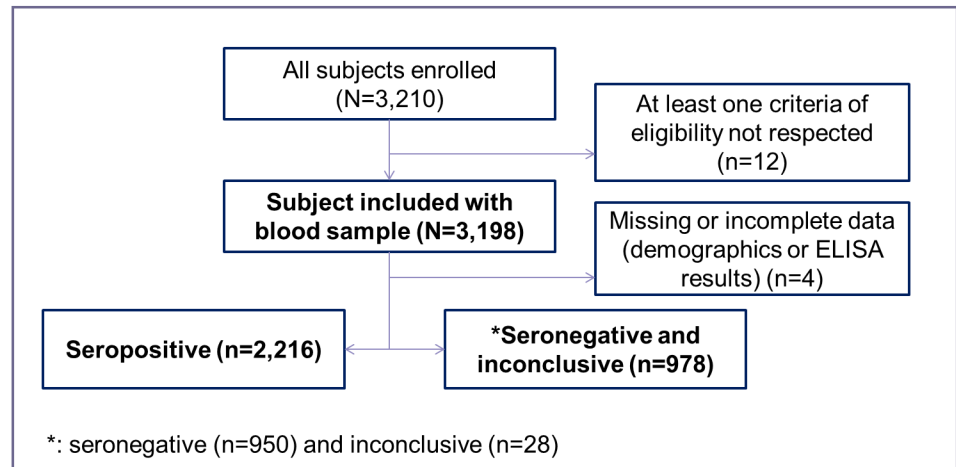 All subjects enrolled
(N=3,210)
At least one criteria of
eligibility not respected
(n=12)
Subject included with
blood sample (N=3,198)
Missing or incomplete data
(demographics or ELISA
results) (n=4)
Seropositive (n=2,216)
*Seronegative and
inconclusive (n=978)
*: seronegative (n=950) and inconclusive (n=28)